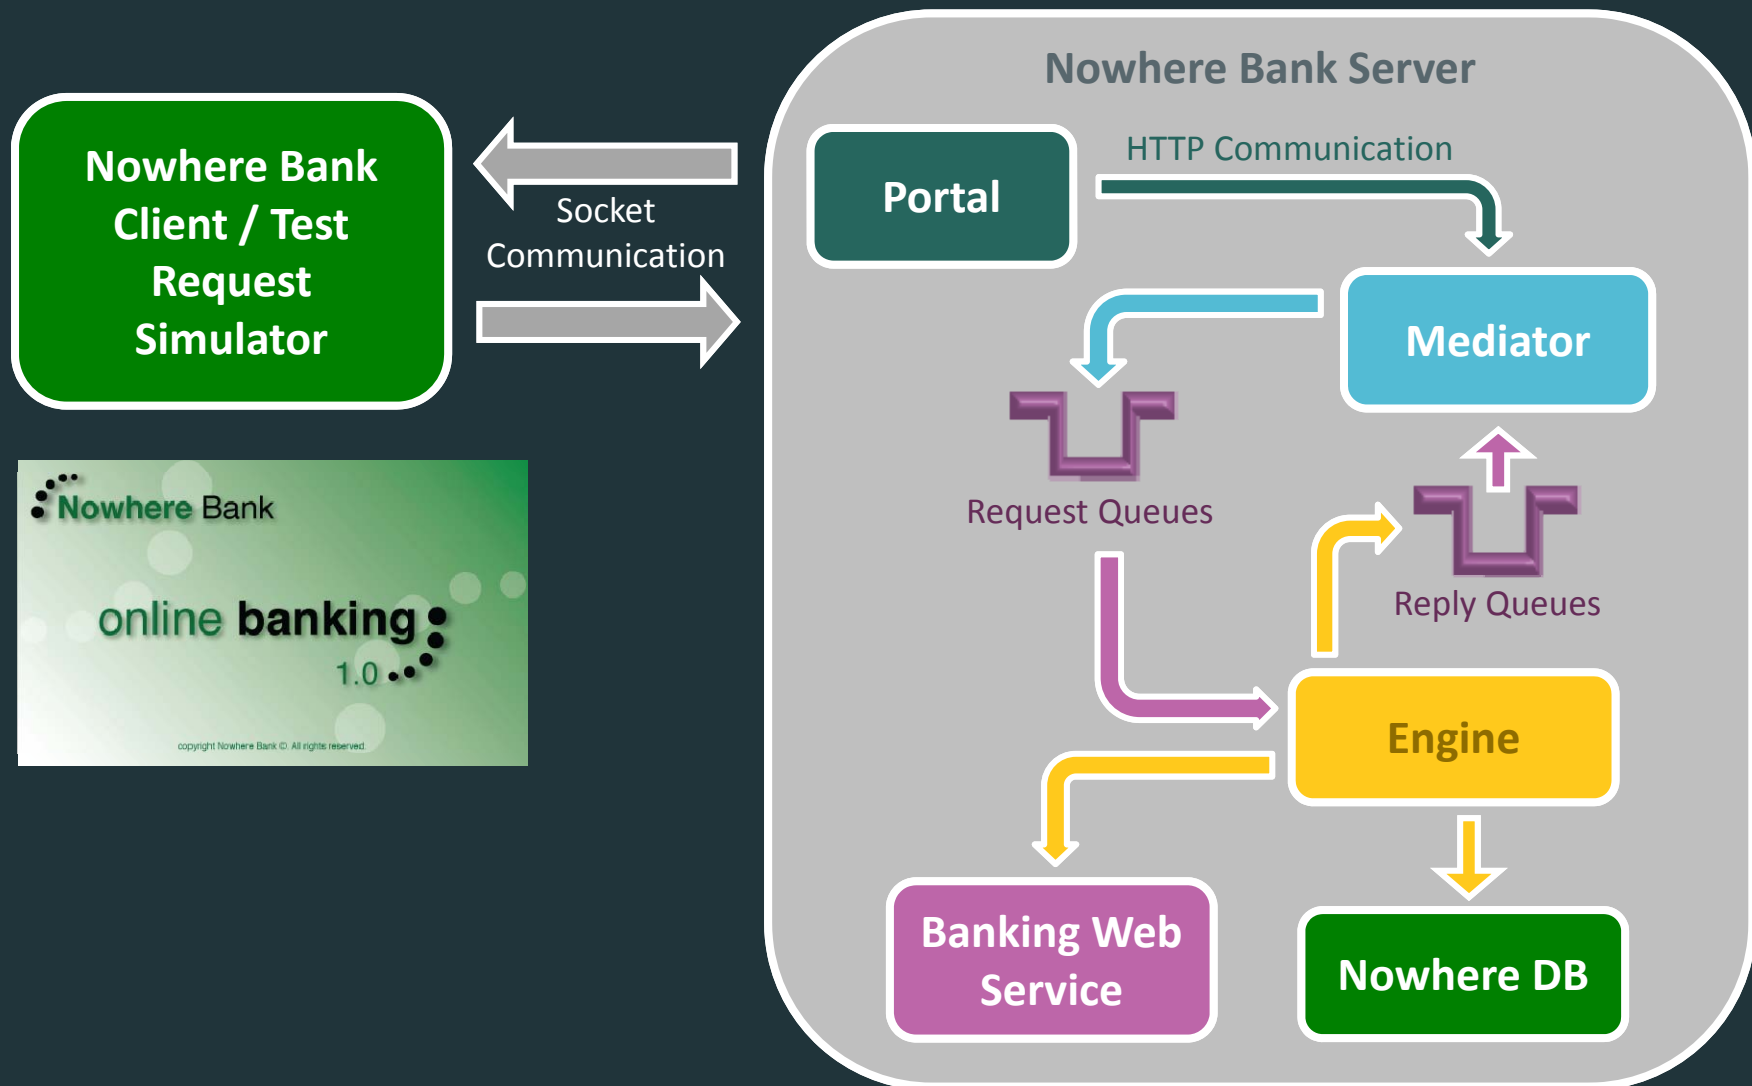 Nowhere Bank
Client / Test
Request
Simulator
Socket
Communication
Nowhere Bank
online banking
1.0
copyright Nowhere Bank ©. All rights reserved.
Nowhere Bank Server
Portal
HTTP Communication
Mediator
Request Queues
Reply Queues
Engine
Banking Web
Service
Nowhere DB